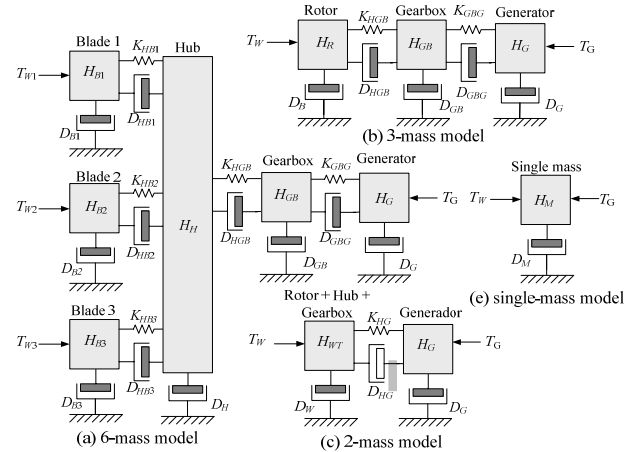 Blade 1
K_HB1
Hub
T_W1
H_B1
D_B1
D_HB1
Blade 2
K_HB2
T_W2
H_B2
D_B2
D_HB2
Blade 3
K_HB3
T_W3
H_B3
D_B3
D_HB3
H_H
D_H
K_HGB
Gearbox
K_GBG
Generator
H_GB
H_G
T_G
D_HGB
D_GBG
D_GB
D_G
(a) 6-mass model
Rotor
K_HGB
Gearbox
K_GBG
Generator
T_W
H_R
H_GB
H_G
T_G
D_B
D_HGB
D_GB
D_GBG
D_G
(b) 3-mass model
Single mass
T_W
H_M
T_G
D_M
(e) single-mass model
Rotor + Hub +
Gearbox
K_HG
Generador
T_W
H_WT
H_G
T_G
D_W
D_HG
D_G
(c) 2-mass model